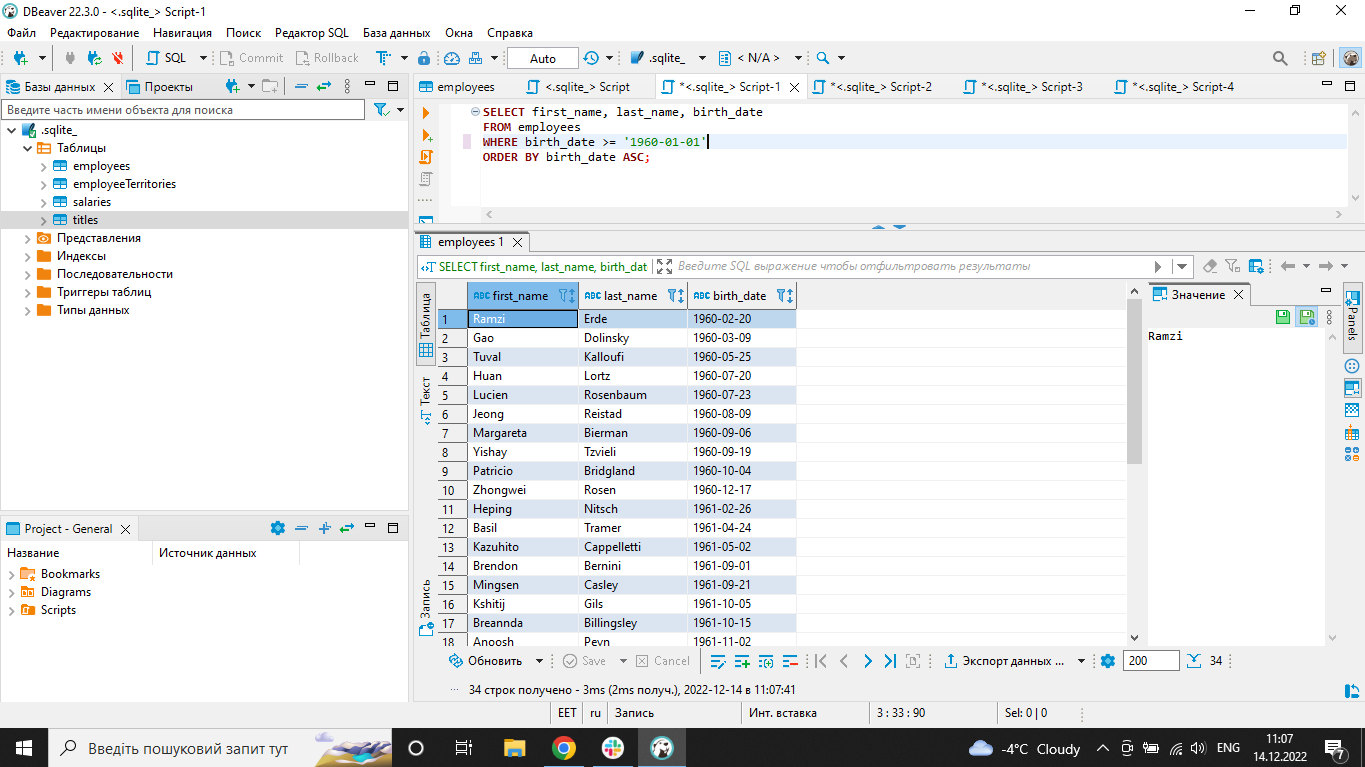 DBeaver 22.3.0 - <.sqlite_> Script-1
Файл Редактирование Навигация Поиск Редактор SQL База данных Окна Справка
SQL Commit Rollback Auto .sqlite_ < N/A >
Базы данных Проекты
Введите часть имени объекта для поиска
.sqlite_
Таблицы
employees
employeeTerritories
salaries
titles
Представления
Индексы
Последовательности
Триггеры таблиц
Типы данных
Project - General
Название Источник данных
Bookmarks
Diagrams
Scripts
employees <.sqlite_> Script *<.sqlite_> Script-1 *<.sqlite_> Script-2 *<.sqlite_> Script-3 *<.sqlite_> Script-4
SELECT first_name, last_name, birth_date
FROM employees
WHERE birth_date >= '1960-01-01'
ORDER BY birth_date ASC;
employees 1
SELECT first_name, last_name, birth_dat Введите SQL выражение чтобы отфильтровать результаты
Таблица
Текст
Запись
ABC first_name ABC last_name ABC birth_date
1 Ramzi Erde 1960-02-20
2 Gao Dolinsky 1960-03-09
3 Tuval Kalloufi 1960-05-25
4 Huan Lortz 1960-07-20
5 Lucien Rosenbaum 1960-07-23
6 Jeong Reistad 1960-08-09
7 Margareta Bierman 1960-09-06
8 Yishay Tzvieli 1960-09-19
9 Patricio Bridgland 1960-10-04
10 Zhongwei Rosen 1960-12-17
11 Heping Nitsch 1961-02-26
12 Basil Tramer 1961-04-24
13 Kazuhito Cappelletti 1961-05-02
14 Brendon Bernini 1961-09-01
15 Mingsen Casley 1961-09-21
16 Kshitij Gils 1961-10-05
17 Breannda Billingsley 1961-10-15
18 Anoosh Peyn 1961-11-02
Значение
Ramzi
Panels
Обновить Save Cancel Экспорт данных ... 200 34
34 строк получено - 3ms (2ms получ.), 2022-12-14 в 11:07:41
EET ru Запись Инт. вставка 3 : 33 : 90 Sel: 0 | 0
Введіть пошуковий запит тут
-4°C Cloudy ENG
11:07
14.12.2022
7